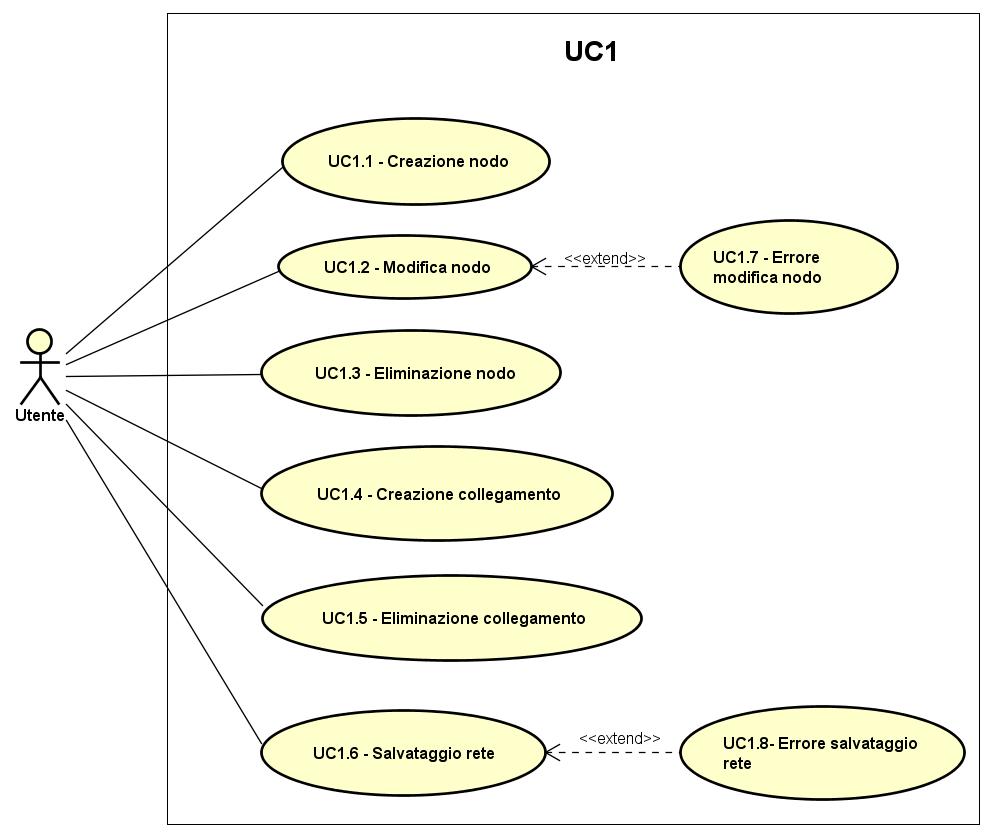 UC1
UC1.1 - Creazione nodo
UC1.2 - Modifica nodo
<<extend>>
UC1.7 - Errore
modifica nodo
UC1.3 - Eliminazione nodo
Utente
UC1.4 - Creazione collegamento
UC1.5 - Eliminazione collegamento
UC1.6 - Salvataggio rete
<<extend>>
UC1.8- Errore salvataggio
rete